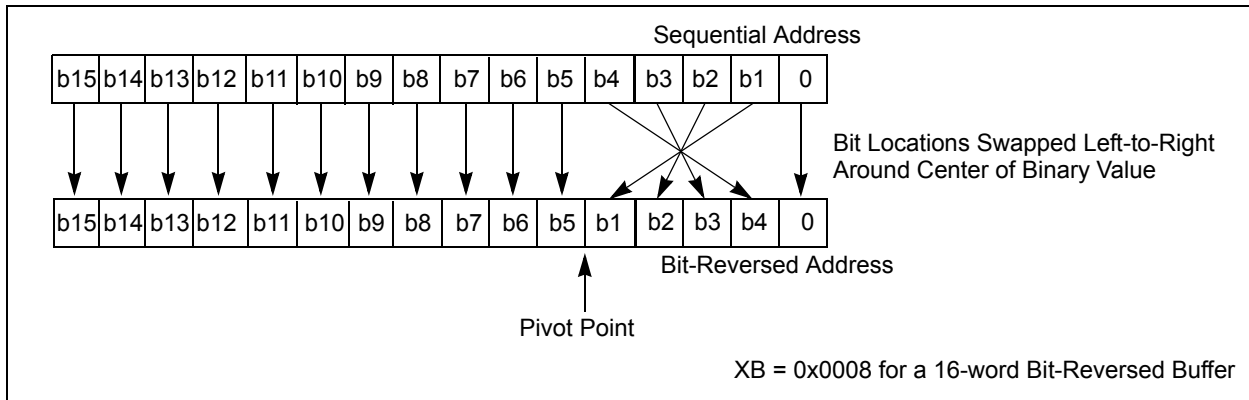 Sequential Address
b15 b14 b13 b12 b11 b10 b9 b8 b7 b6 b5 b4 b3 b2 b1 0
Bit Locations Swapped Left-to-Right
Around Center of Binary Value
b15 b14 b13 b12 b11 b10 b9 b8 b7 b6 b5 b1 b2 b3 b4 0
Bit-Reversed Address
Pivot Point
XB = 0x0008 for a 16-word Bit-Reversed Buffer